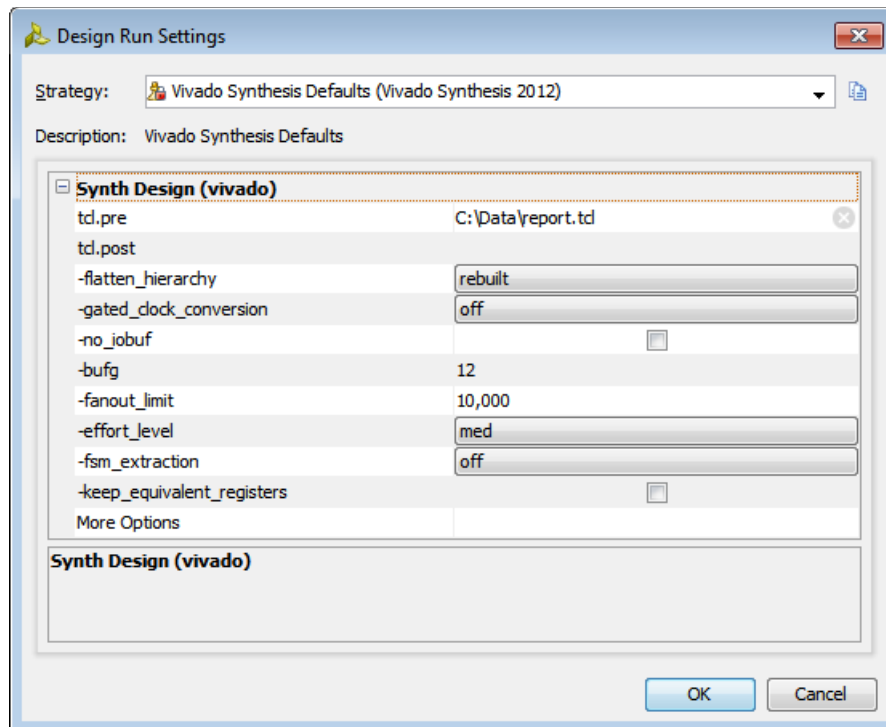 Design Run Settings
Strategy: Vivado Synthesis Defaults (Vivado Synthesis 2012)
Description: Vivado Synthesis Defaults
Synth Design (vivado)
tcl.pre C:\Data\report.tcl
tcl.post
-flatten_hierarchy rebuilt
-gated_clock_conversion off
-no_iobuf
-bufg 12
-fanout_limit 10,000
-effort_level med
-fsm_extraction off
-keep_equivalent_registers
More Options
Synth Design (vivado)
OK Cancel